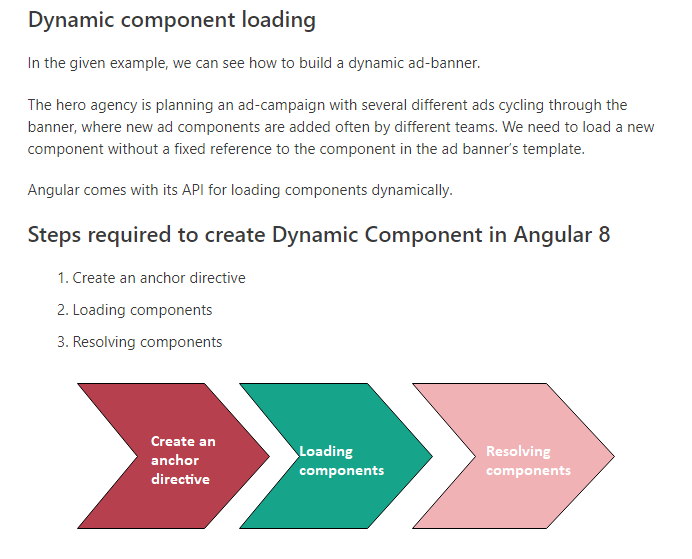 Dynamic component loading
In the given example, we can see how to build a dynamic ad-banner.
The hero agency is planning an ad-campaign with several different ads cycling through the
banner, where new ad components are added often by different teams. We need to load a new
component without a fixed reference to the component in the ad banner's template.
Angular comes with its API for loading components dynamically.
Steps required to create Dynamic Component in Angular 8
1. Create an anchor directive
2. Loading components
3. Resolving components
Create an
anchor
directive
Loading
components
Resolving
components